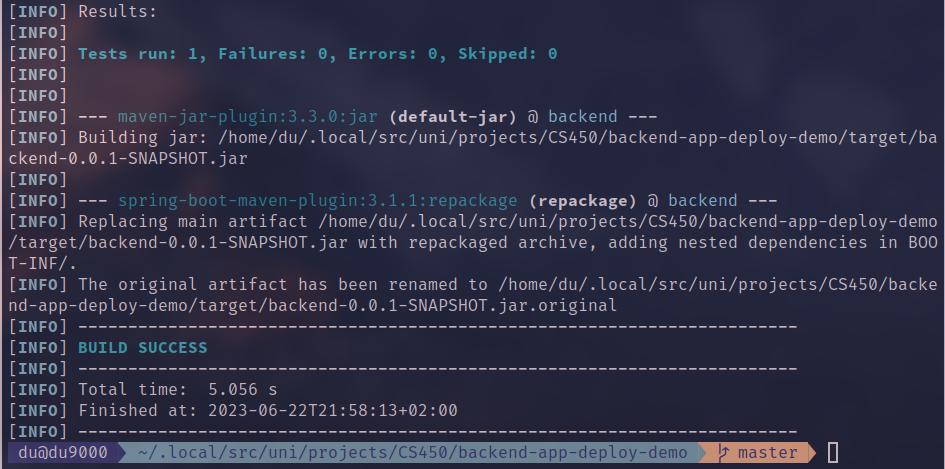 [INFO] Results:
[INFO]
[INFO] Tests run: 1, Failures: 0, Errors: 0, Skipped: 0
[INFO]
[INFO]
[INFO] --- maven-jar-plugin:3.3.0:jar (default-jar) @ backend ---
[INFO] Building jar: /home/du/.local/src/uni/projects/CS450/backend-app-deploy-demo/target/ba
ckend-0.0.1-SNAPSHOT.jar
[INFO]
[INFO] --- spring-boot-maven-plugin:3.1.1:repackage (repackage) @ backend ---
[INFO] Replacing main artifact /home/du/.local/src/uni/projects/CS450/backend-app-deploy-demo
/target/backend-0.0.1-SNAPSHOT.jar with repackaged archive, adding nested dependencies in BOO
T-INF/.
[INFO] The original artifact has been renamed to /home/du/.local/src/uni/projects/CS450/backe
nd-app-deploy-demo/target/backend-0.0.1-SNAPSHOT.jar.original
[INFO] ------------------------------------------------------------------------
[INFO] BUILD SUCCESS
[INFO] ------------------------------------------------------------------------
[INFO] Total time:  5.056 s
[INFO] Finished at: 2023-06-22T21:58:13+02:00
[INFO] ------------------------------------------------------------------------
du@du9000 ~/.local/src/uni/projects/CS450/backend-app-deploy-demo master